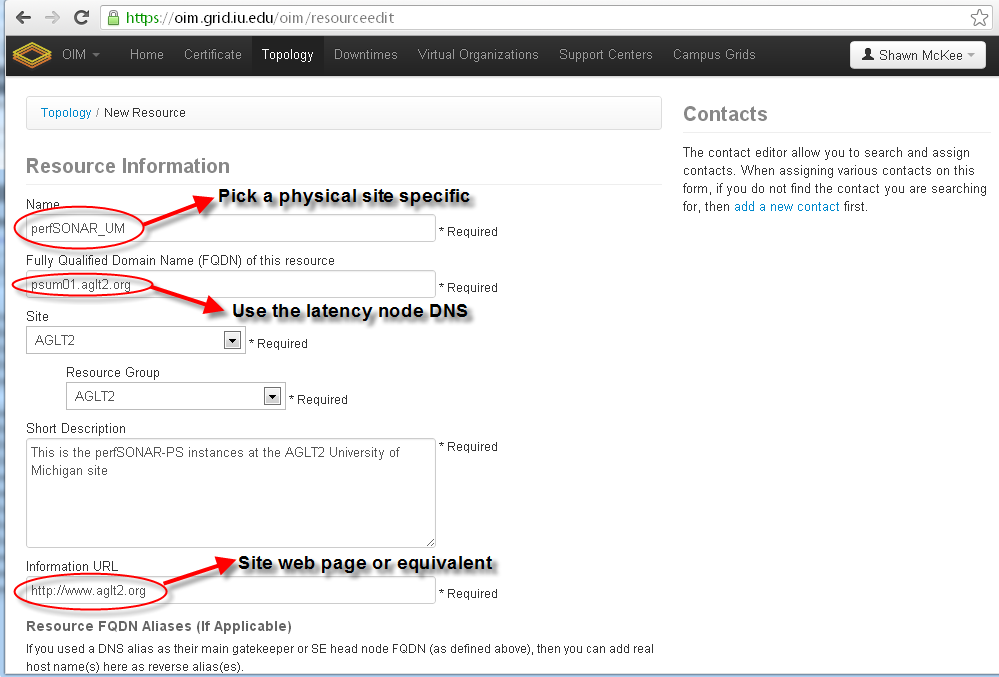 https://oim.grid.iu.edu/oim/resourceedit
OIM Home Certificate Topology Downtimes Virtual Organizations Support Centers Campus Grids Shawn McKee
Topology / New Resource
Resource Information
Name
Pick a physical site specific
perfSONAR_UM
* Required
Fully Qualified Domain Name (FQDN) of this resource
psum01.aglt2.org
* Required
Use the latency node DNS
Site
AGLT2
* Required
Resource Group
AGLT2
* Required
Short Description
This is the perfSONAR-PS instances at the AGLT2 University of
Michigan site
* Required
Information URL
Site web page or equivalent
http://www.aglt2.org
* Required
Resource FQDN Aliases (If Applicable)
If you used a DNS alias as their main gatekeeper or SE head node FQDN (as defined above), then you can add real
host name(s) here as reverse alias(es).
Contacts
The contact editor allow you to search and assign
contacts. When assigning various contacts on this
form, if you do not find the contact you are searching
for, then add a new contact first.